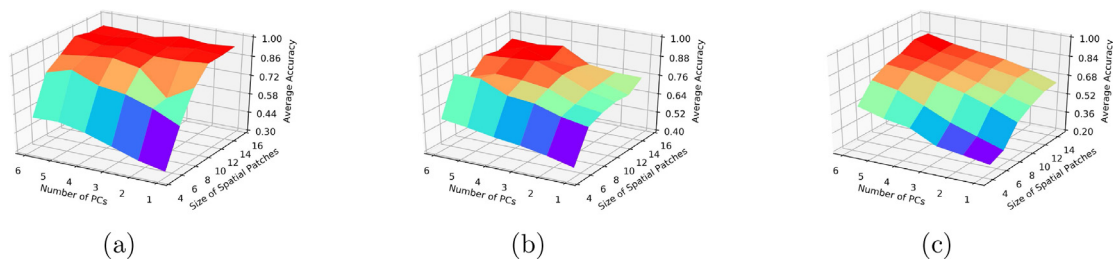 1.00
0.86
0.72
0.58
0.44
0.30
Average Accuracy
6 5 4 3 2 1
Number of PCs
4 6 8 10 12 14 16
Size of Spatial Patches
(a)
1.00
0.88
0.76
0.64
0.52
0.40
Average Accuracy
6 5 4 3 2 1
Number of PCs
4 6 8 10 12 14 16
Size of Spatial Patches
(b)
1.00
0.84
0.68
0.52
0.36
0.20
Average Accuracy
6 5 4 3 2 1
Number of PCs
4 6 8 10 12 14
Size of Spatial Patches
(c)